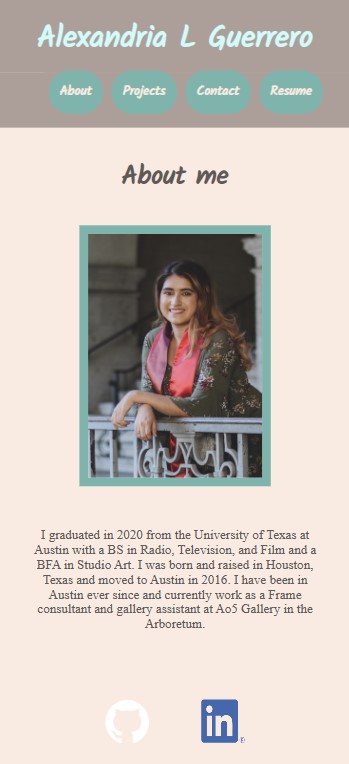 Alexandria L Guerrero
About
Projects
Contact
Resume
About me
I graduated in 2020 from the University of Texas at
Austin with a BS in Radio, Television, and Film and a
BFA in Studio Art. I was born and raised in Houston,
Texas and moved to Austin in 2016. I have been in
Austin ever since and currently work as a Frame
consultant and gallery assistant at Ao5 Gallery in the
Arboretum.
in
®